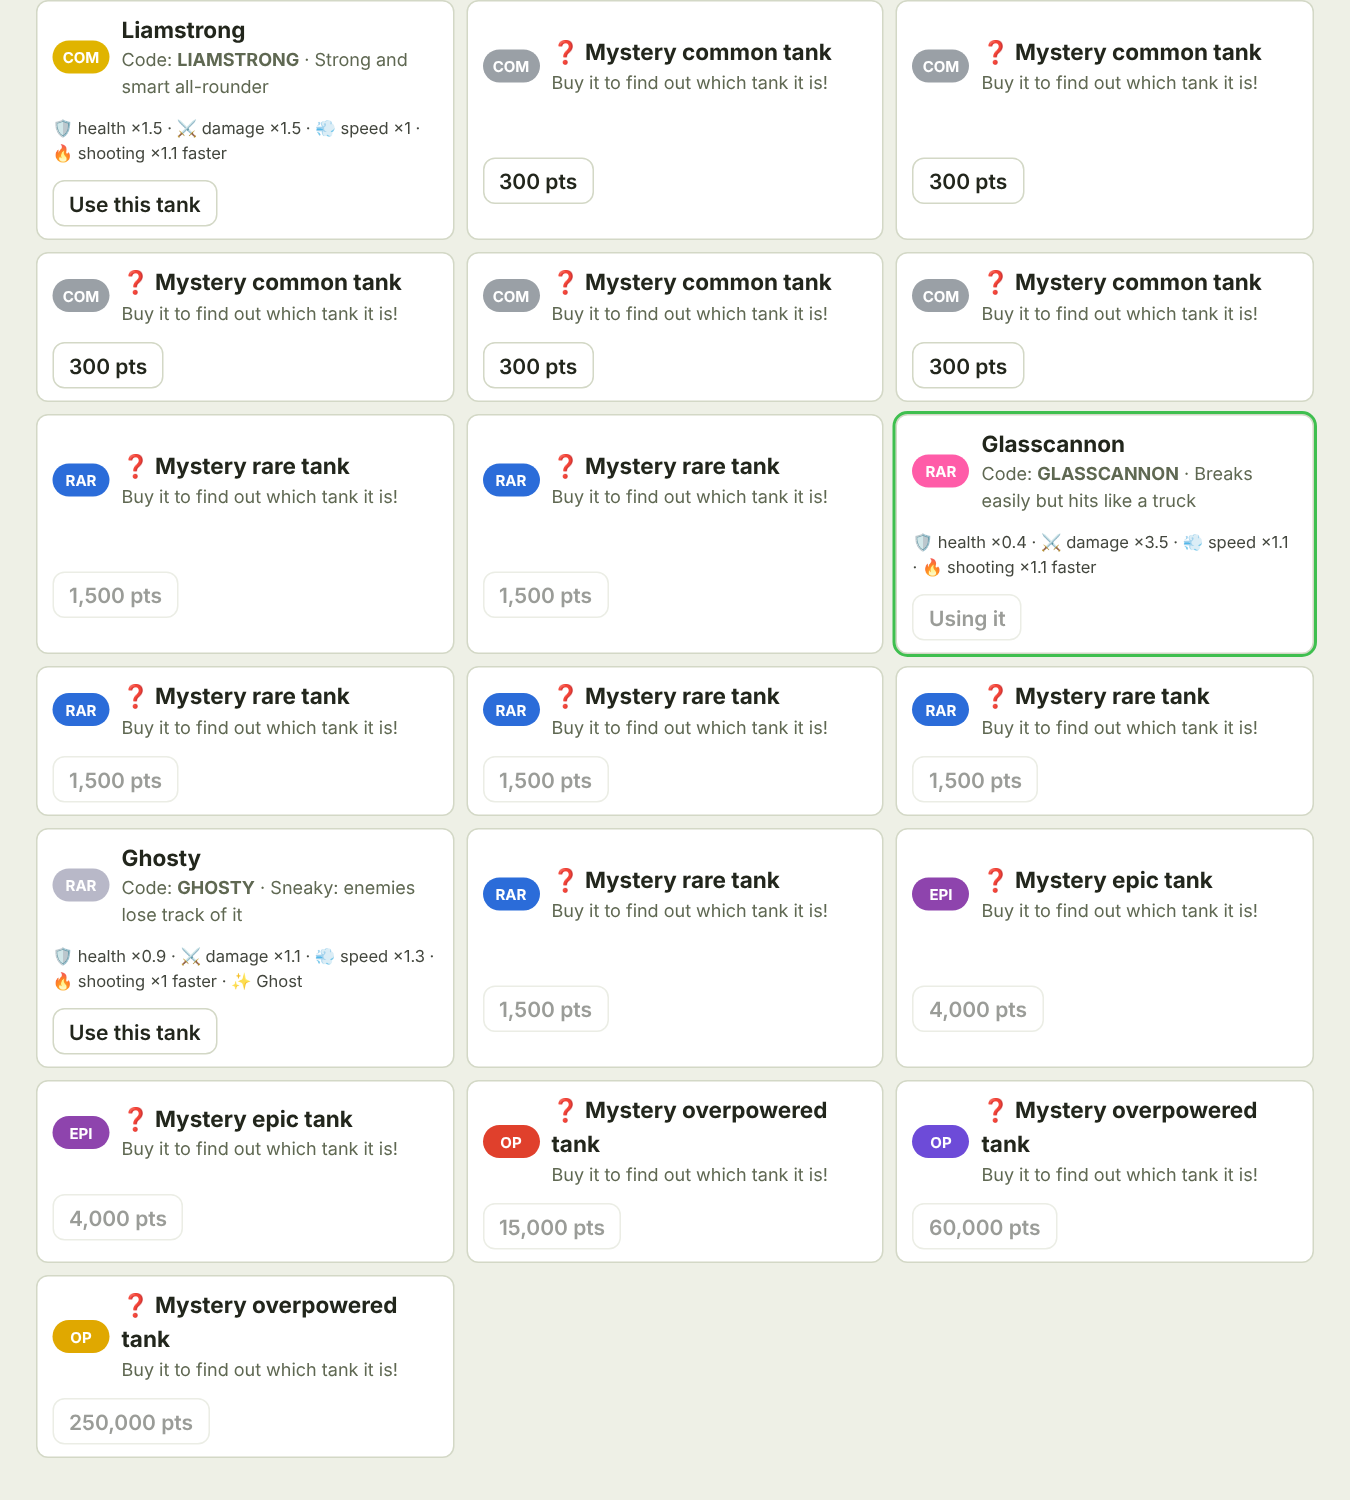 Liamstrong
COM
Code: LIAMSTRONG · Strong and
smart all-rounder
🛡️ health ×1.5 · ⚔️ damage ×1.5 · 💨 speed ×1 ·
🔥 shooting ×1.1 faster
Use this tank
❓ Mystery common tank
COM
Buy it to find out which tank it is!
300 pts
❓ Mystery common tank
COM
Buy it to find out which tank it is!
300 pts
❓ Mystery common tank
COM
Buy it to find out which tank it is!
300 pts
❓ Mystery common tank
COM
Buy it to find out which tank it is!
300 pts
❓ Mystery common tank
COM
Buy it to find out which tank it is!
300 pts
❓ Mystery rare tank
RAR
Buy it to find out which tank it is!
1,500 pts
❓ Mystery rare tank
RAR
Buy it to find out which tank it is!
1,500 pts
Glasscannon
RAR
Code: GLASSCANNON · Breaks
easily but hits like a truck
🛡️ health ×0.4 · ⚔️ damage ×3.5 · 💨 speed ×1.1
· 🔥 shooting ×1.1 faster
Using it
❓ Mystery rare tank
RAR
Buy it to find out which tank it is!
1,500 pts
❓ Mystery rare tank
RAR
Buy it to find out which tank it is!
1,500 pts
❓ Mystery rare tank
RAR
Buy it to find out which tank it is!
1,500 pts
Ghosty
RAR
Code: GHOSTY · Sneaky: enemies
lose track of it
🛡️ health ×0.9 · ⚔️ damage ×1.1 · 💨 speed ×1.3 ·
🔥 shooting ×1 faster · ✨ Ghost
Use this tank
❓ Mystery rare tank
RAR
Buy it to find out which tank it is!
1,500 pts
❓ Mystery epic tank
EPI
Buy it to find out which tank it is!
4,000 pts
❓ Mystery epic tank
EPI
Buy it to find out which tank it is!
4,000 pts
❓ Mystery overpowered
tank
OP
Buy it to find out which tank it is!
15,000 pts
❓ Mystery overpowered
tank
OP
Buy it to find out which tank it is!
60,000 pts
❓ Mystery overpowered
tank
OP
Buy it to find out which tank it is!
250,000 pts